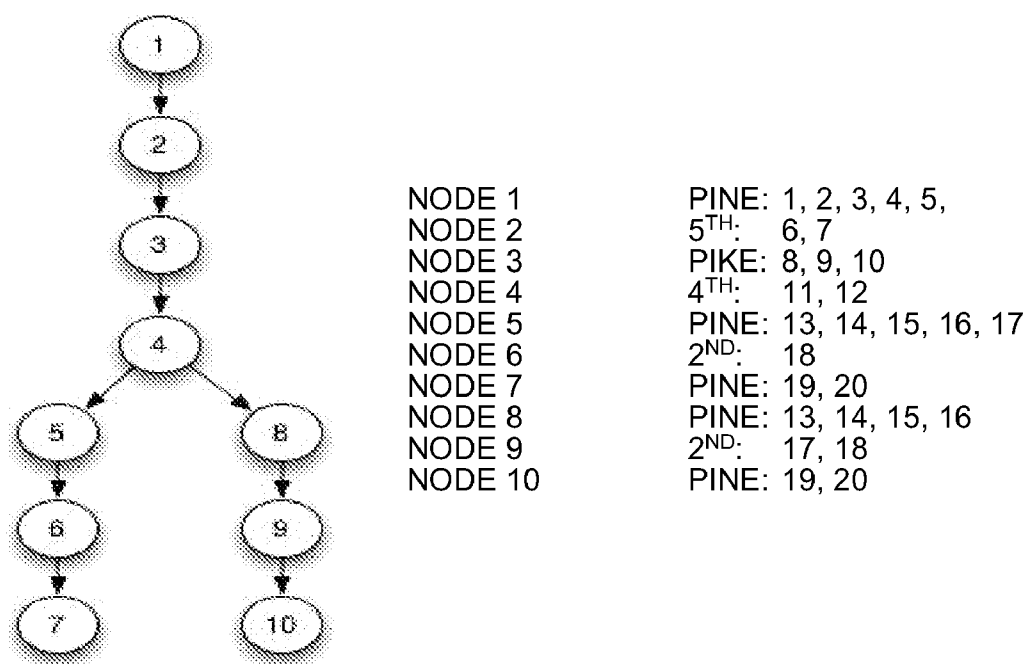 1
2
3
4
5
8
6
9
7
10
NODE 1 PINE: 1, 2, 3, 4, 5,
NODE 2 5TH: 6, 7
NODE 3 PIKE: 8, 9, 10
NODE 4 4TH: 11, 12
NODE 5 PINE: 13, 14, 15, 16, 17
NODE 6 2ND: 18
NODE 7 PINE: 19, 20
NODE 8 PINE: 13, 14, 15, 16
NODE 9 2ND: 17, 18
NODE 10 PINE: 19, 20